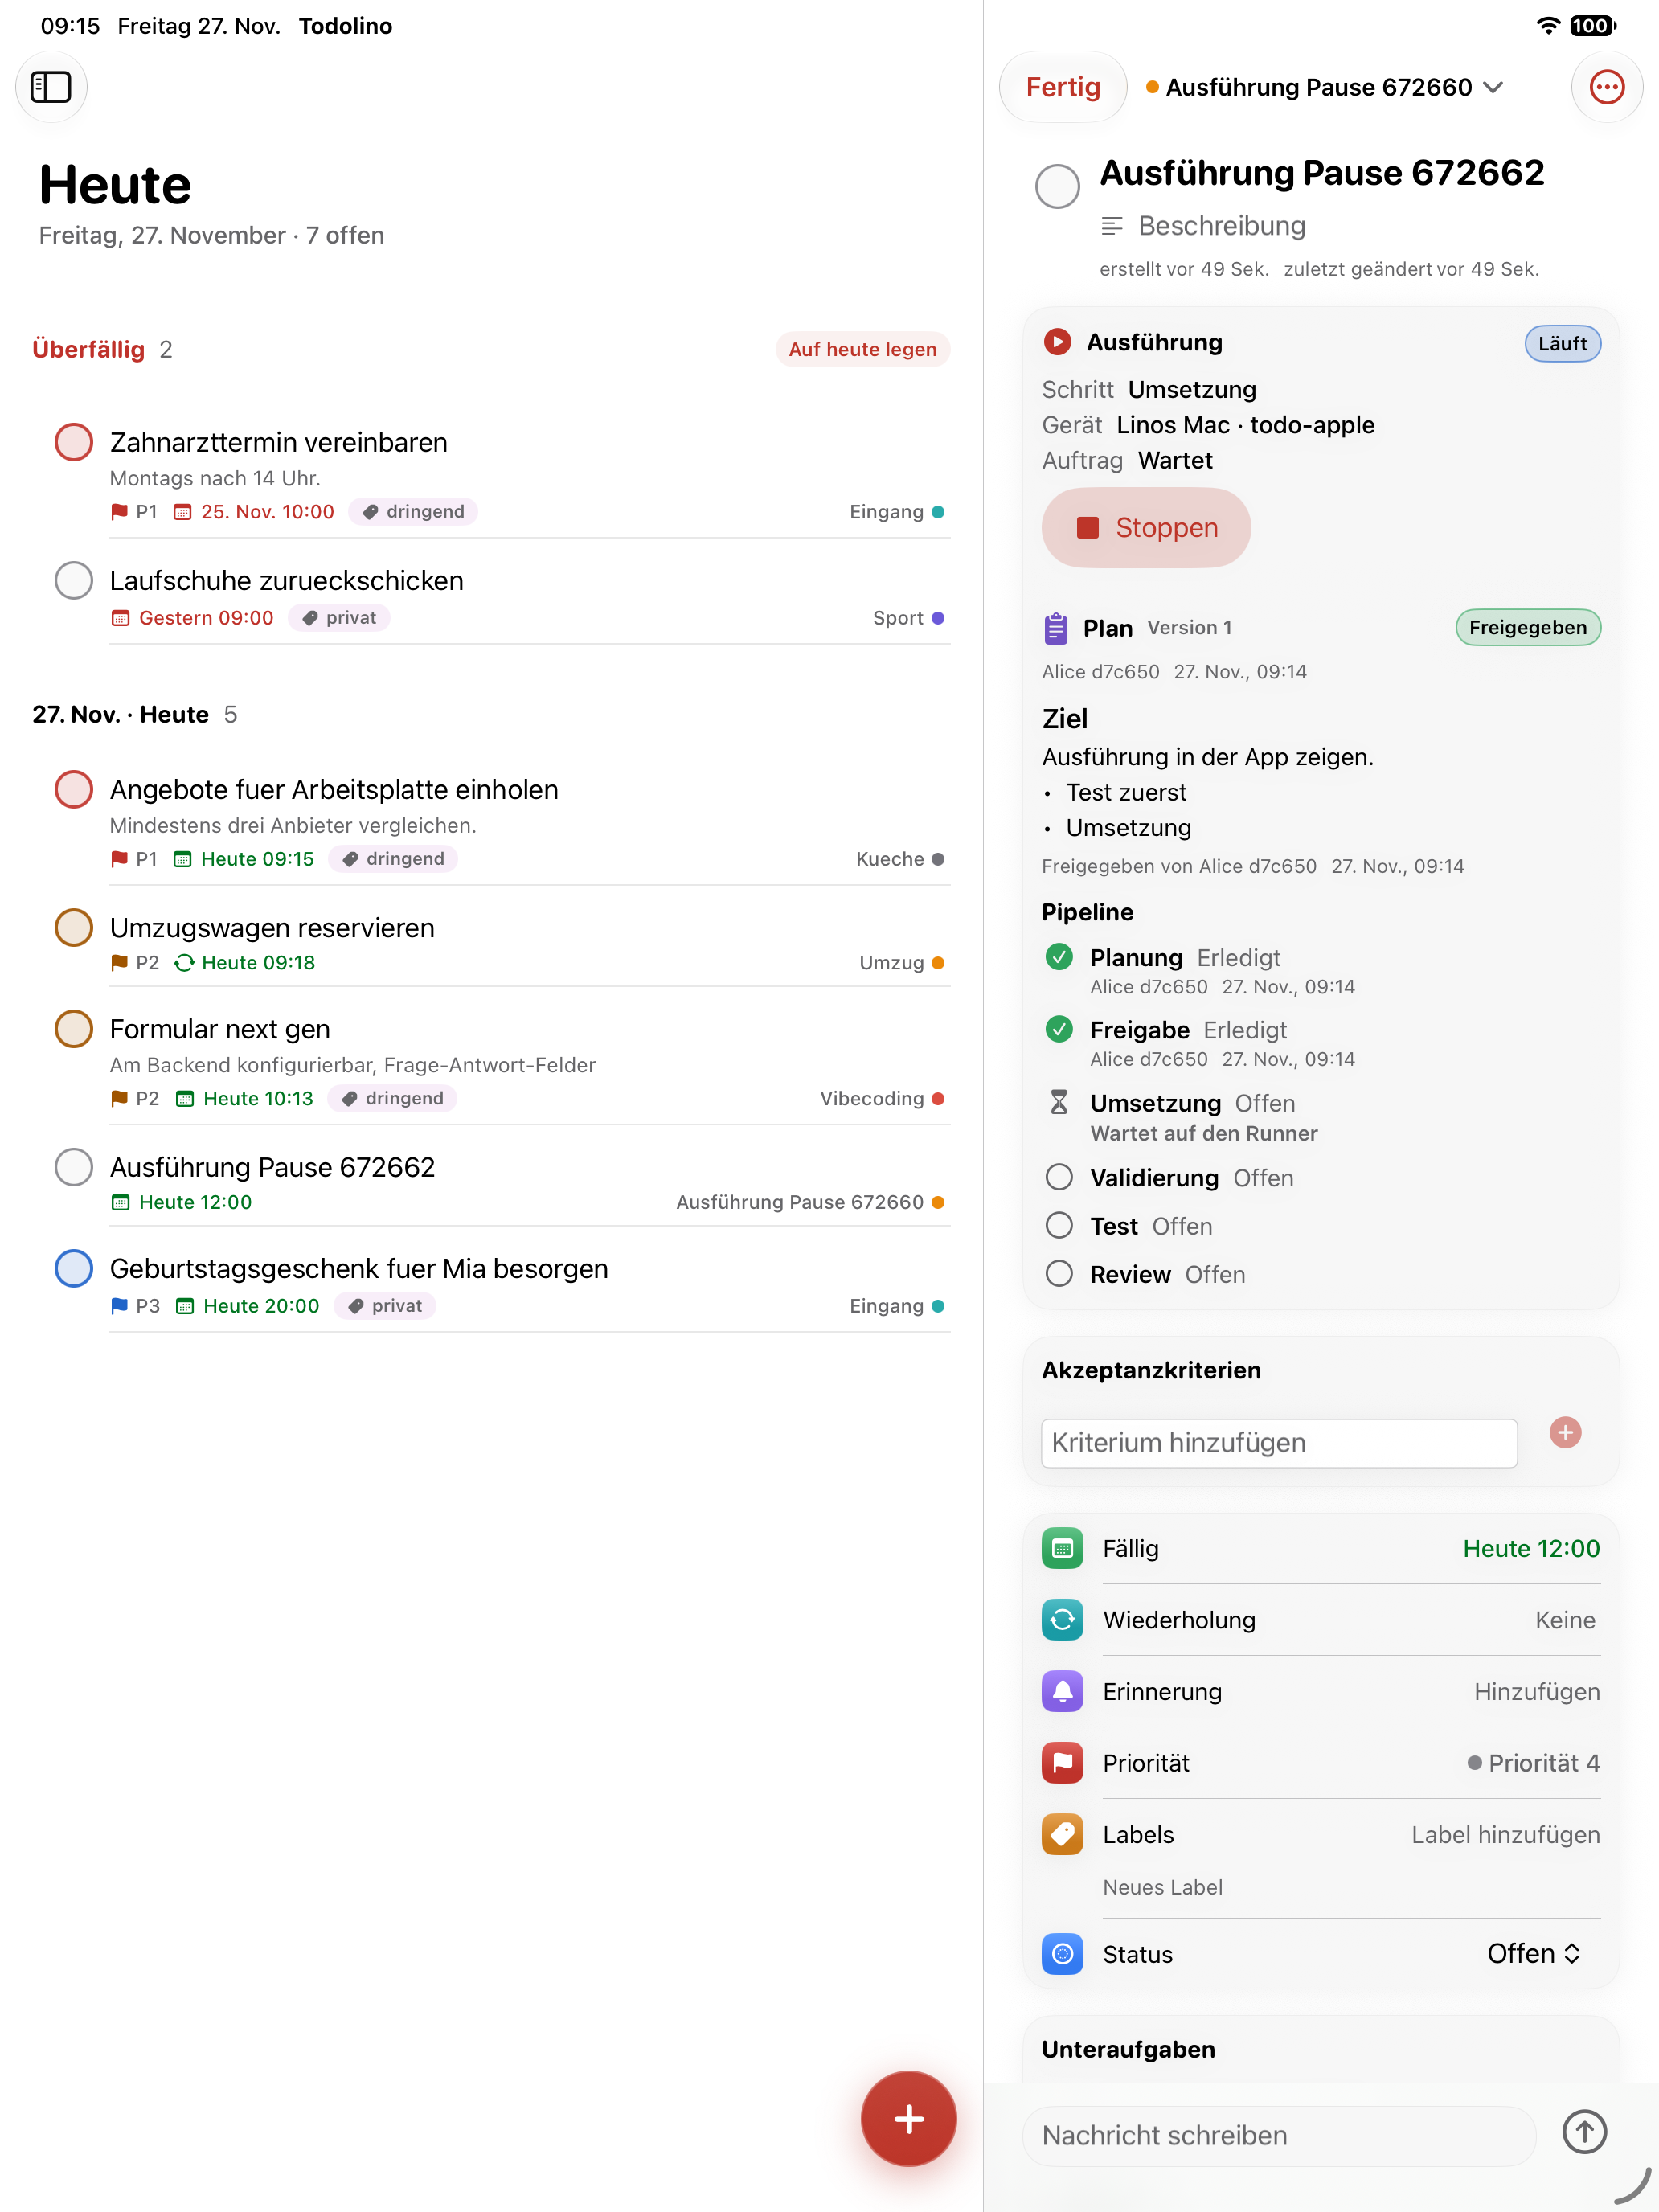 09:15 Freitag 27. Nov. Todolino
100
Heute
Freitag, 27. November · 7 offen
Überfällig 2
Auf heute legen
Zahnarzttermin vereinbaren
Montags nach 14 Uhr.
P1 25. Nov. 10:00 dringend Eingang
Laufschuhe zurueckschicken
Gestern 09:00 privat Sport
27. Nov. · Heute 5
Angebote fuer Arbeitsplatte einholen
Mindestens drei Anbieter vergleichen.
P1 Heute 09:15 dringend Kueche
Umzugswagen reservieren
P2 Heute 09:18 Umzug
Formular next gen
Am Backend konfigurierbar, Frage-Antwort-Felder
P2 Heute 10:13 dringend Vibecoding
Ausführung Pause 672662
Heute 12:00 Ausführung Pause 672660
Geburtstagsgeschenk fuer Mia besorgen
P3 Heute 20:00 privat Eingang
Fertig
Ausführung Pause 672660
Ausführung Pause 672662
Beschreibung
erstellt vor 49 Sek. zuletzt geändert vor 49 Sek.
Ausführung Läuft
Schritt Umsetzung
Gerät Linos Mac · todo-apple
Auftrag Wartet
Stoppen
Plan Version 1 Freigegeben
Alice d7c650 27. Nov., 09:14
Ziel
Ausführung in der App zeigen.
• Test zuerst
• Umsetzung
Freigegeben von Alice d7c650 27. Nov., 09:14
Pipeline
Planung Erledigt
Alice d7c650 27. Nov., 09:14
Freigabe Erledigt
Alice d7c650 27. Nov., 09:14
Umsetzung Offen
Wartet auf den Runner
Validierung Offen
Test Offen
Review Offen
Akzeptanzkriterien
Kriterium hinzufügen
Fällig Heute 12:00
Wiederholung Keine
Erinnerung Hinzufügen
Priorität Priorität 4
Labels Label hinzufügen
Neues Label
Status Offen
Unteraufgaben
Nachricht schreiben